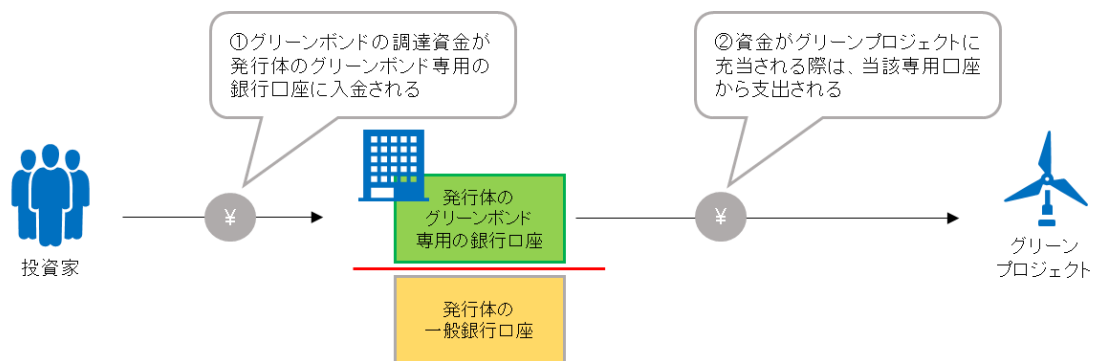 ①グリーンボンドの調達資金が
発行体のグリーンボンド専用の
銀行口座に入金される
②資金がグリーンプロジェクトに
充当される際は、当該専用口座
から支出される
¥
発行体の
グリーンボンド
専用の銀行口座
¥
投資家
グリーン
プロジェクト
発行体の
一般銀行口座